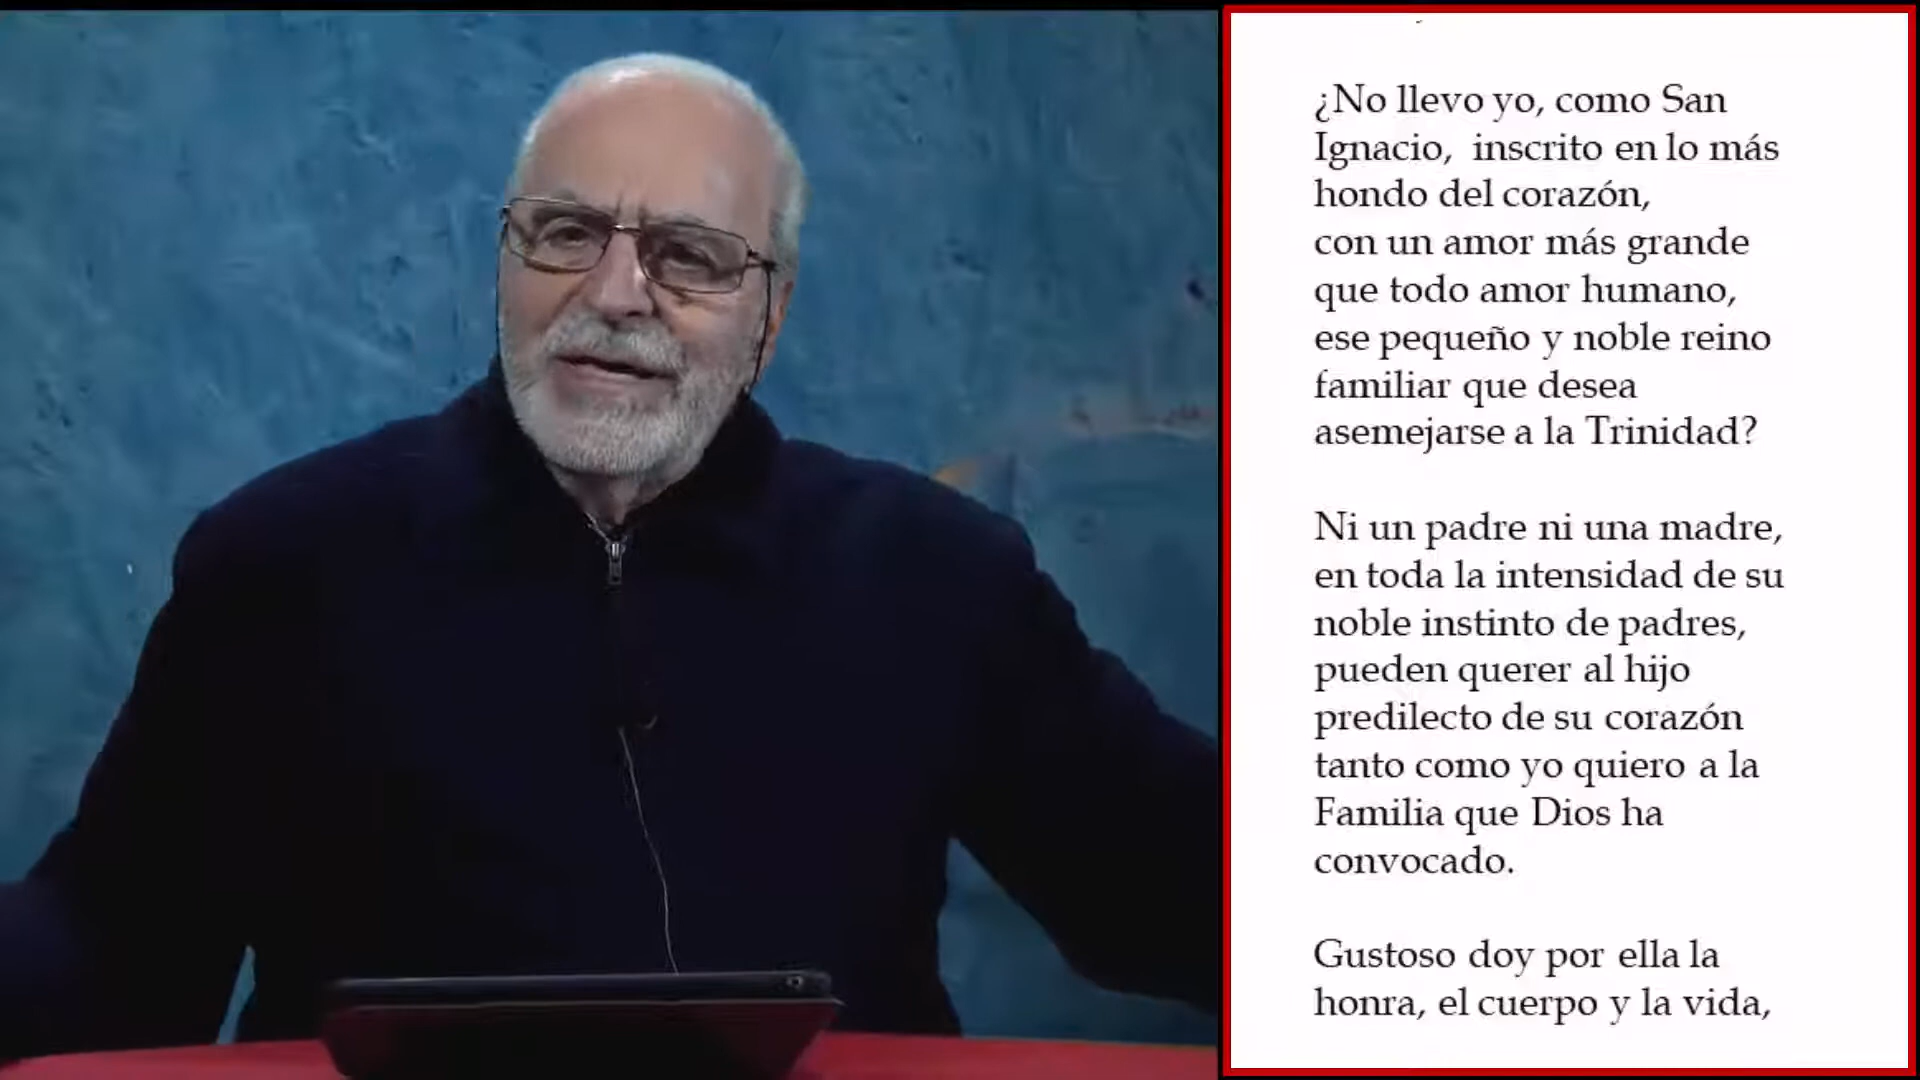 ¿No llevo yo, como San
Ignacio, inscrito en lo más
hondo del corazón,
con un amor más grande
que todo amor humano,
ese pequeño y noble reino
familiar que desea
asemejarse a la Trinidad?
Ni un padre ni una madre,
en toda la intensidad de su
noble instinto de padres,
pueden querer al hijo
predilecto de su corazón
tanto como yo quiero a la
Familia que Dios ha
convocado.
Gustoso doy por ella la
honra, el cuerpo y la vida,